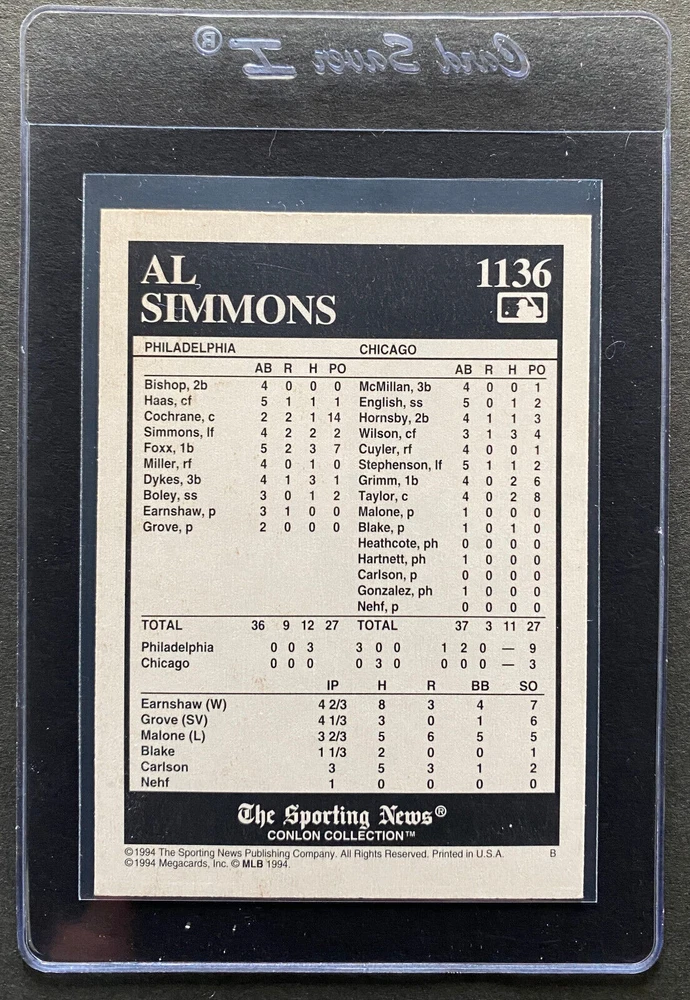 Card Saver I®
AL 1136
SIMMONS
PHILADELPHIA CHICAGO
AB R H PO AB R H PO
Bishop, 2b 4 0 0 0 McMillan, 3b 4 0 0 1
Haas, cf 5 1 1 1 English, ss 5 0 1 2
Cochrane, c 2 2 1 14 Hornsby, 2b 4 1 1 3
Simmons, lf 4 2 2 2 Wilson, cf 3 1 3 4
Foxx, 1b 5 2 3 7 Cuyler, rf 4 0 0 1
Miller, rf 4 0 1 0 Stephenson, lf 5 1 1 2
Dykes, 3b 4 1 3 1 Grimm, 1b 4 0 2 6
Boley, ss 3 0 1 2 Taylor, c 4 0 2 8
Earnshaw, p 3 1 0 0 Malone, p 1 0 0 0
Grove, p 2 0 0 0 Blake, p 1 0 1 0
Heathcote, ph 0 0 0 0
Hartnett, ph 1 0 0 0
Carlson, p 0 0 0 0
Gonzalez, ph 1 0 0 0
Nehf, p 0 0 0 0
TOTAL 36 9 12 27 TOTAL 37 3 11 27
Philadelphia 0 0 3 3 0 0 1 2 0 — 9
Chicago 0 0 0 0 3 0 0 0 0 — 3
IP H R BB SO
Earnshaw (W) 4 2/3 8 3 4 7
Grove (SV) 4 1/3 3 0 1 6
Malone (L) 3 2/3 5 6 5 5
Blake 1 1/3 2 0 0 1
Carlson 3 5 3 1 2
Nehf 1 0 0 0 0
The Sporting News®
CONLON COLLECTION™
©1994 The Sporting News Publishing Company. All Rights Reserved. Printed in U.S.A. B
©1994 Megacards, Inc. © MLB 1994.